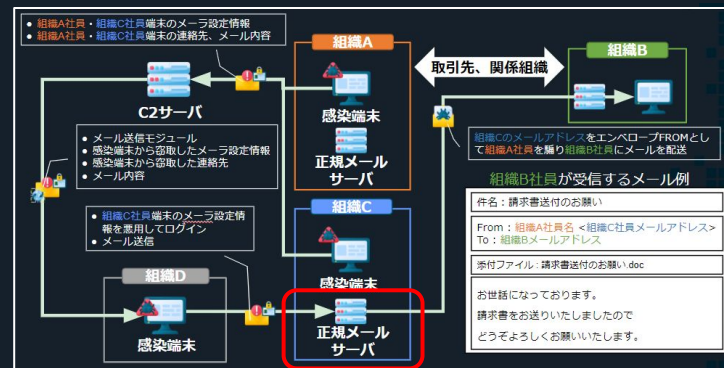 ● 組織A社員・組織C社員端末のメーラ設定情報
● 組織A社員・組織C社員端末の連絡先、メール内容
組織A
組織B
取引先、関係組織
C2サーバ
感染端末
正規メール
サーバ
● メール送信モジュール
● 感染端末から窃取したメーラ設定情報
● 感染端末から窃取した連絡先
● メール内容
組織CのメールアドレスをエンベロープFROMとし
て組織A社員を騙り組織B社員にメールを配送
組織B社員が受信するメール例
件名：請求書送付のお願い
From：組織A社員名 <組織C社員メールアドレス>
To：組織Bメールアドレス
添付ファイル：請求書送付のお願い.doc
お世話になっております。
請求書をお送りいたしましたので
どうぞよろしくお願いいたします。
● 組織C社員端末のメーラ設定情
報を悪用してログイン
● メール送信
組織C
感染端末
正規メール
サーバ
組織D
感染端末